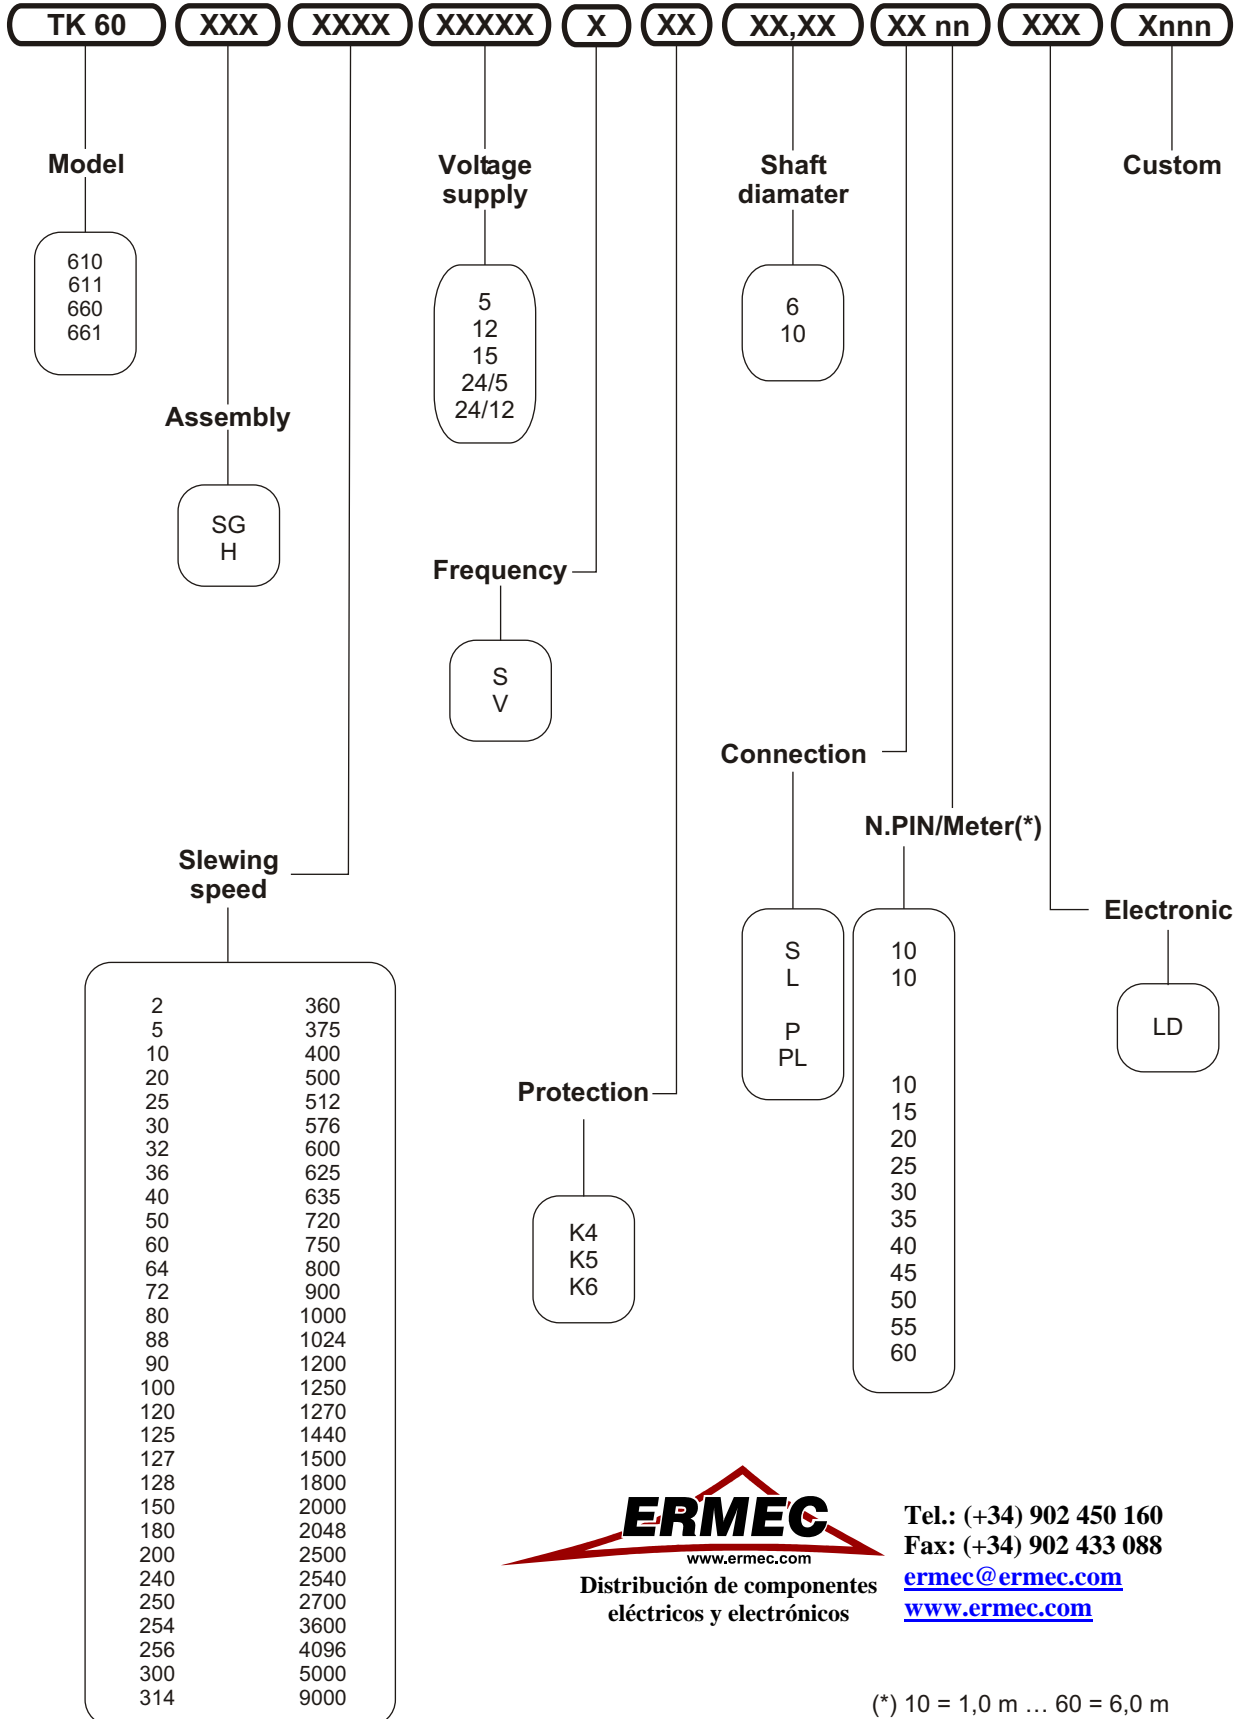 TK 60 XXX XXXX XXXXX X XX XX,XX XX nn XXX Xnnn
Model
610
611
660
661
Assembly
SG
H
Voltage
supply
5
12
15
24/5
24/12
Shaft
diamater
6
10
Custom
Frequency
S
V
Connection
S
L
P
PL
N.PIN/Meter(*)
10
10
10
15
20
25
30
35
40
45
50
55
60
Electronic
LD
Protection
K4
K5
K6
Slewing
speed
2 360
5 375
10 400
20 500
25 512
30 576
32 600
36 625
40 635
50 720
60 750
64 800
72 900
80 1000
88 1024
90 1200
100 1250
120 1270
125 1440
127 1500
128 1800
150 2000
180 2048
200 2500
240 2540
250 2700
254 3600
256 4096
300 5000
314 9000
ERMEC
www.ermec.com
Distribución de componentes
eléctricos y electrónicos
Tel.: (+34) 902 450 160
Fax: (+34) 902 433 088
ermec@ermec.com
www.ermec.com
(*) 10 = 1,0 m … 60 = 6,0 m